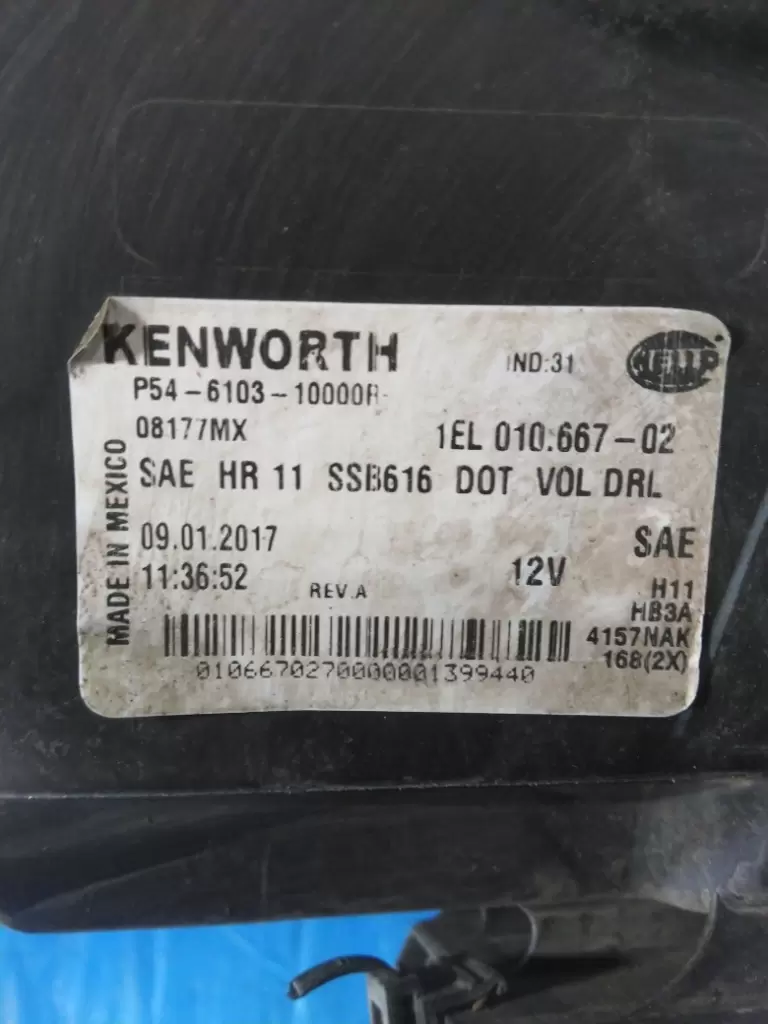 KENWORTH
IND:31
HELLA
P54-6103-10000R
08177MX
1EL 010.667-02
MADE IN MEXICO
SAE HR 11 SSB616 DOT VOL DRL
09.01.2017
SAE
11:36:52
REV.A
12V
H11
HB3A
4157NAK
168(2X)
0106670270000001399440